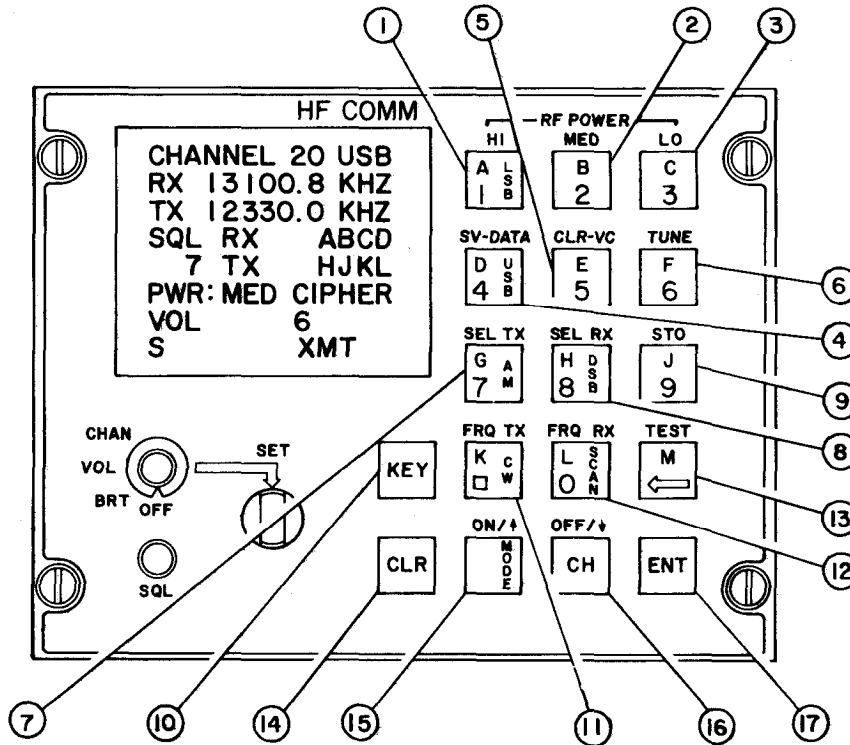 1
5
2
3
HF COMM
RF POWER
HI MED LO
CHANNEL 20 USB
RX 13100.8 KHZ
TX 12330.0 KHZ
SQL RX ABCD
7 TX HJKL
PWR: MED CIPHER
VOL 6
S XMT
A LSB 1
B 2
C 3
SV-DATA CLR-VC TUNE
D USB 4
E 5
F 6
6
4
SEL TX SEL RX STO
G AM 7
H DSB 8
J 9
9
8
CHAN
VOL
BRT
OFF
SET
SQL
FRQ TX FRQ RX TEST
KEY
K CW □
L SCAN 0
M ⇐
13
12
ON/↑ OFF/↓
CLR
MODE
CH
ENT
7
10
14
15
11
16
17